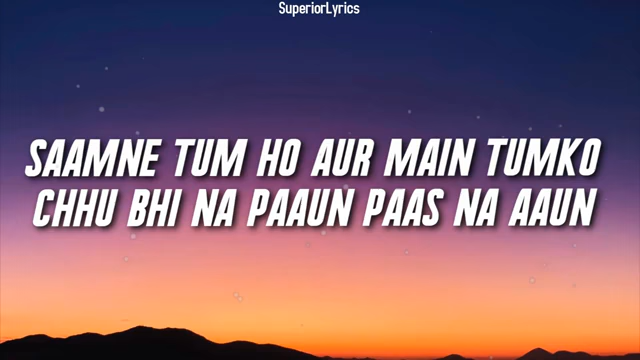 SuperiorLyrics
SAAMNE TUM HO AUR MAIN TUMKO
CHHU BHI NA PAAUN PAAS NA AAUN